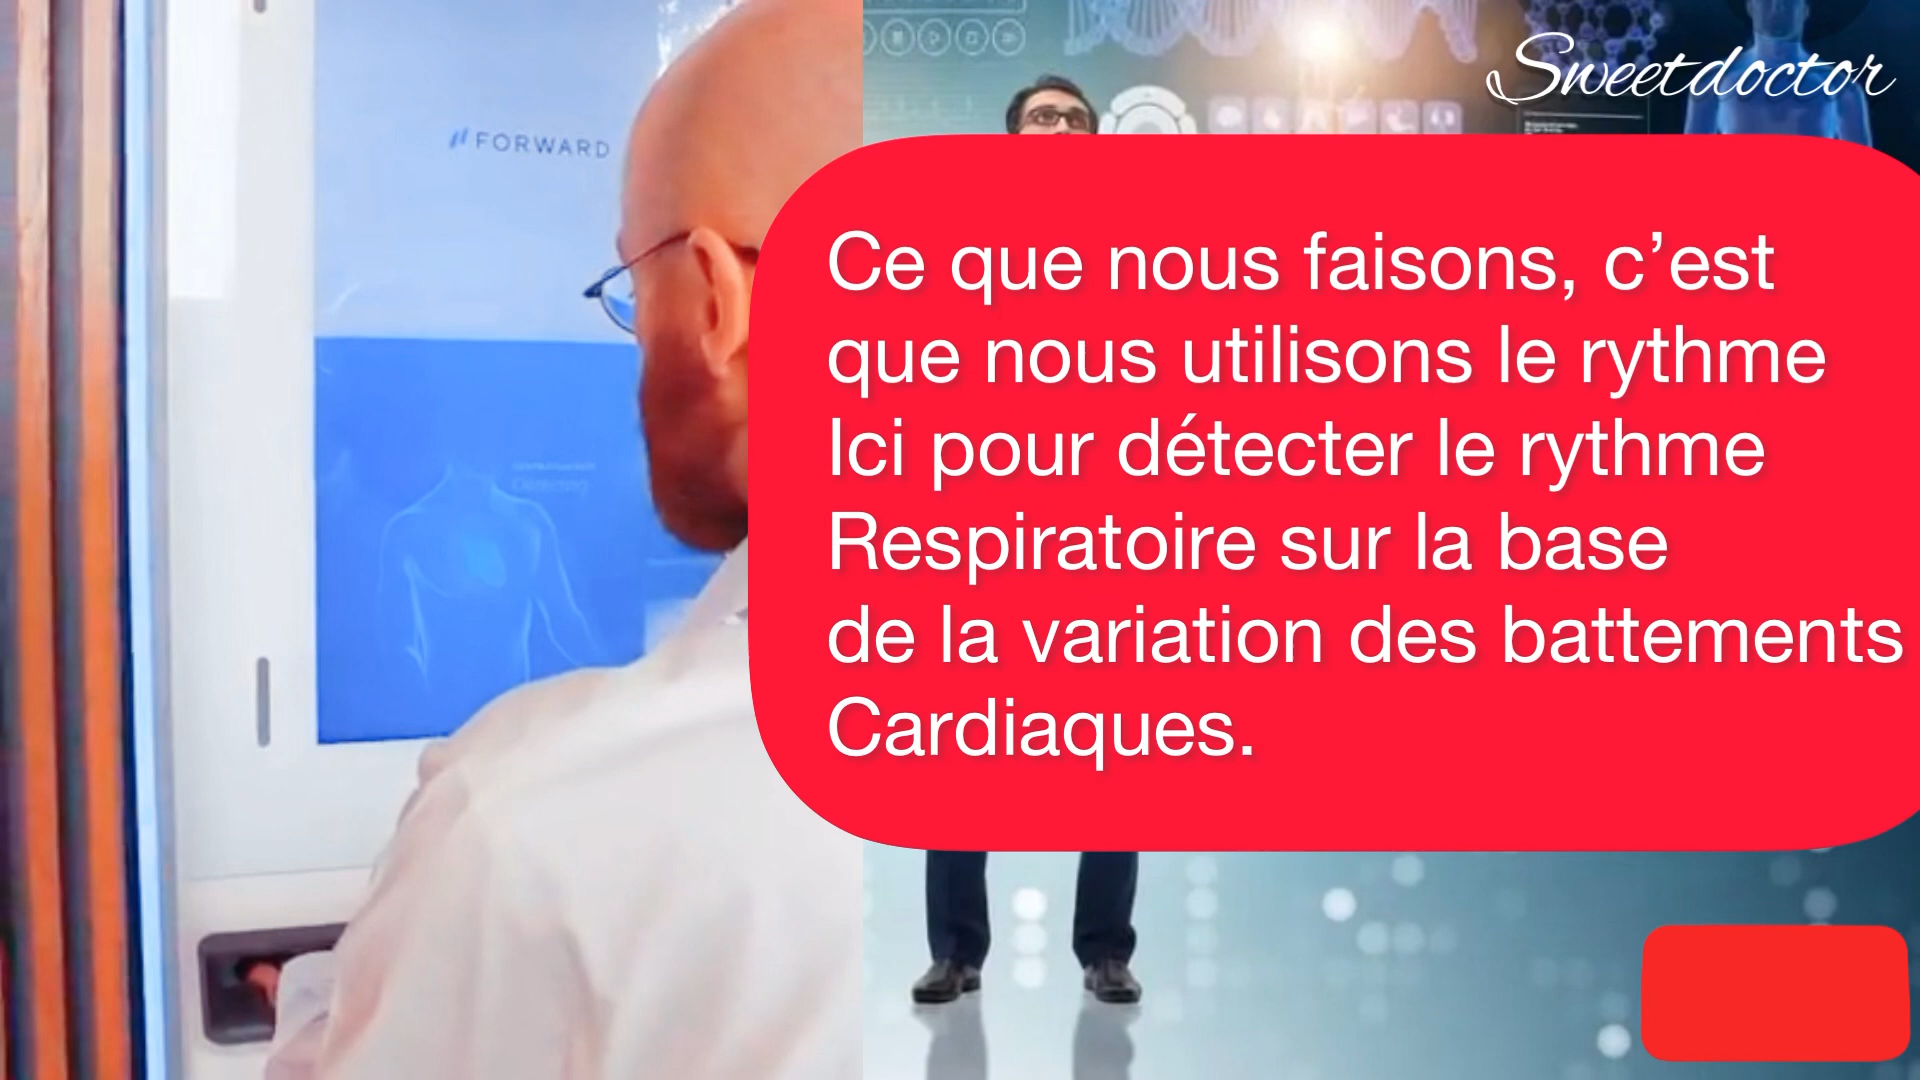 Sweetdoctor
FORWARD
Ce que nous faisons, c’est
que nous utilisons le rythme
Ici pour détecter le rythme
Respiratoire sur la base
de la variation des battements
Cardiaques.